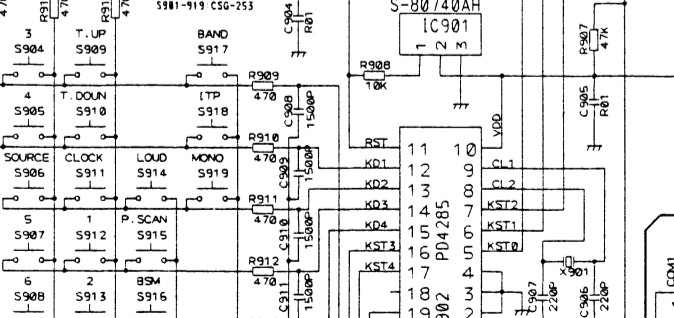 S901-919:CSG-253
S-80740AH
IC901
1 2 3
C904
R01
R907
47K
R908
10K
C905
R01
3
S904
T.UP
S909
BAND
S917
R909
470
4
S905
T.DOUN
S910
ITP
S918
C908
1500P
R910
470
SOURCE
S906
CLOCK
S911
LOUD
S914
MONO
S919
C909
1500P
R911
470
5
S907
1
S912
P.SCAN
S915
C910
1500P
R912
470
6
S908
2
S913
BSM
S916
C911
1500P
VDD
RST 11 10
KD1 12 9 CL1
KD2 13 8 CL2
KD3 14 7 KST2
KD4 15 6 KST1
KST3 16 5 KST0
KST4 17 4
18 3
19 2
PD4285
902
X901
C907
220P
C906
220P
COM1